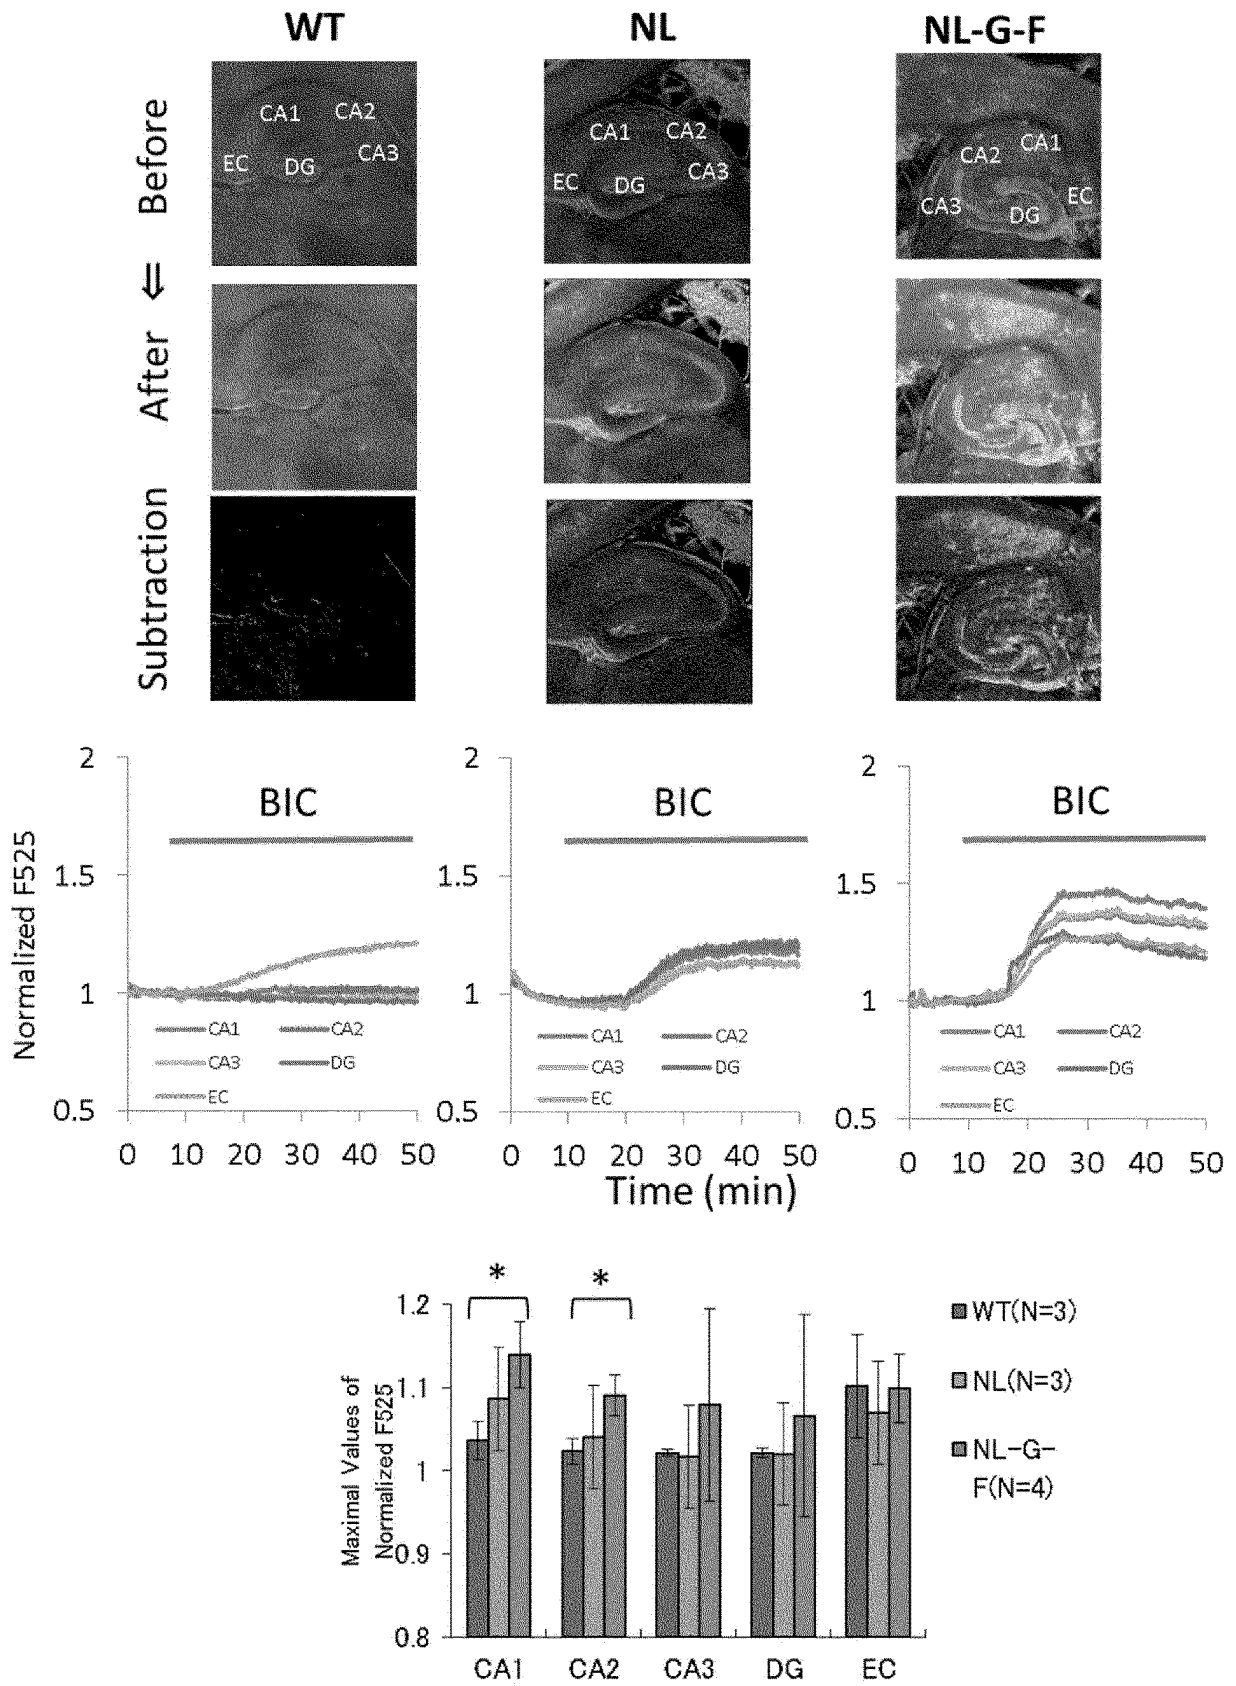 WT NL NL-G-F
Before ⇐ After Subtraction
CA1 CA2
EC DG CA3
CA1 CA2
EC DG CA3
CA2 CA1
CA3 DG EC
Normalized F525
2
1.5
1
0.5
BIC
CA1 CA2
CA3 DG
EC
0 10 20 30 40 50
2
1.5
1
0.5
BIC
CA1 CA2
CA3 DG
EC
0 10 20 30 40 50
2
1.5
1
0.5
BIC
CA1 CA2
CA3 DG
EC
0 10 20 30 40 50
Time (min)
Maximal Values of
Normalized F525
1.2
1.1
1
0.9
0.8
* *
CA1 CA2 CA3 DG EC
WT(N=3)
NL(N=3)
NL-G-
F(N=4)